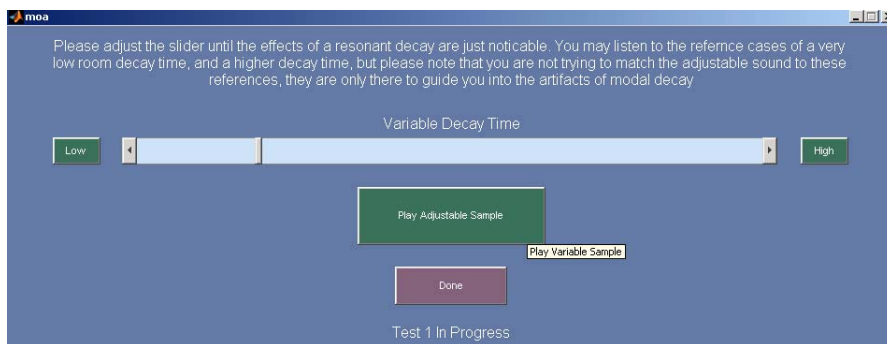 moa
Please adjust the slider until the effects of a resonant decay are just noticable. You may listen to the refernce cases of a very
low room decay time, and a higher decay time, but please note that you are not trying to match the adjustable sound to these
references, they are only there to guide you into the artifacts of modal decay
Variable Decay Time
Low
High
Play Adjustable Sample
Play Variable Sample
Done
Test 1 In Progress